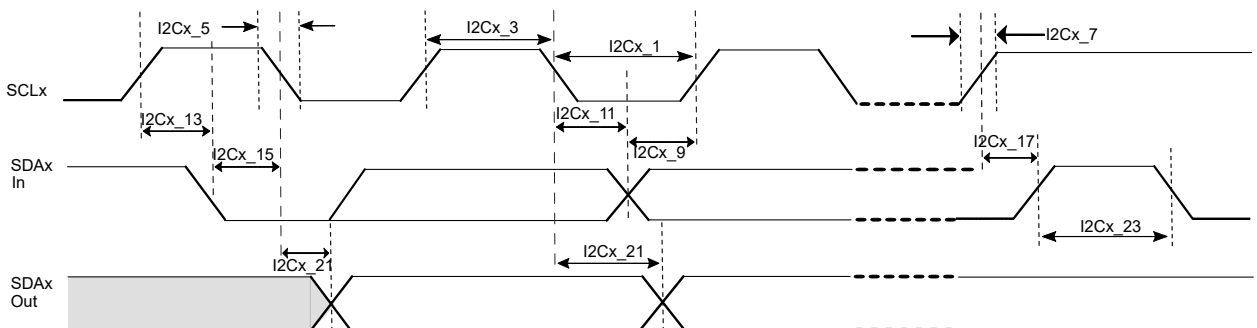 I2Cx_5
I2Cx_3
I2Cx_1
I2Cx_7
SCLx
I2Cx_13
I2Cx_11
I2Cx_9
I2Cx_15
I2Cx_17
SDAx
In
I2Cx_23
I2Cx_21
I2Cx_21
SDAx
Out